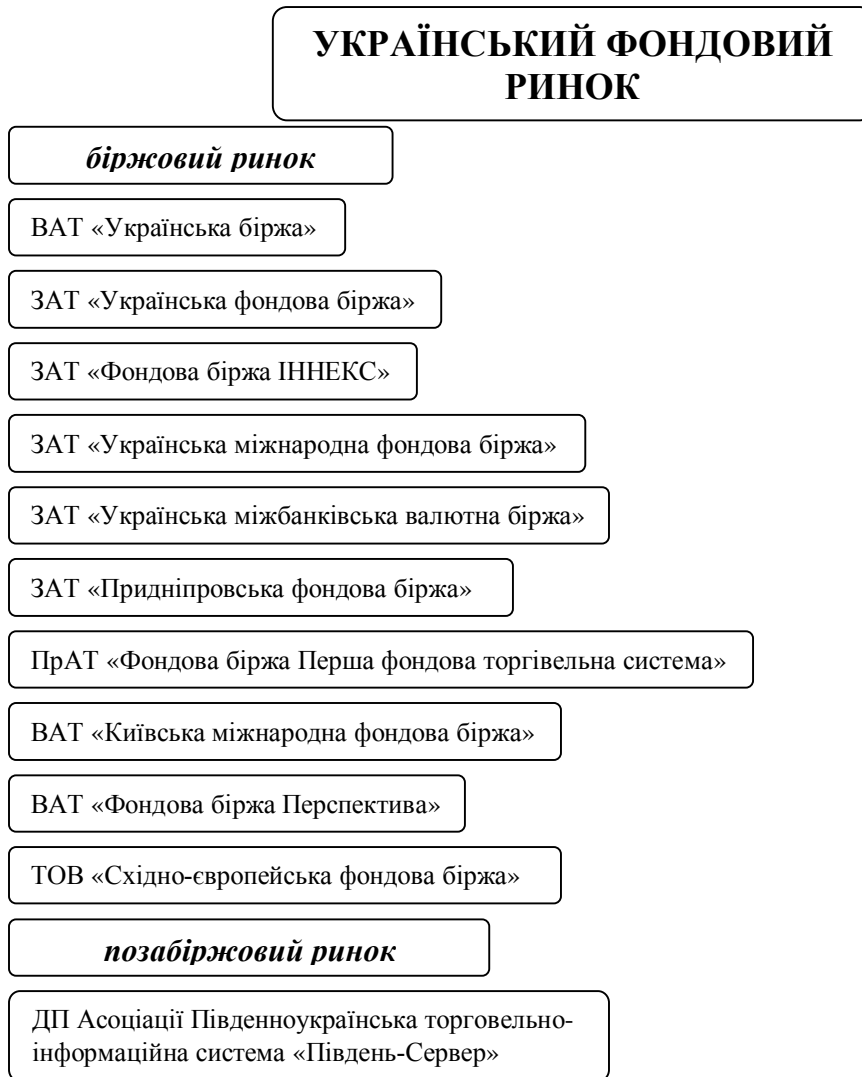 УКРАЇНСЬКИЙ ФОНДОВИЙ
РИНОК
біржовий ринок
ВАТ «Українська біржа»
ЗАТ «Українська фондова біржа»
ЗАТ «Фондова біржа ІННЕКС»
ЗАТ «Українська міжнародна фондова біржа»
ЗАТ «Українська міжбанківська валютна біржа»
ЗАТ «Придніпровська фондова біржа»
ПрАТ «Фондова біржа Перша фондова торгівельна система»
ВАТ «Київська міжнародна фондова біржа»
ВАТ «Фондова біржа Перспектива»
ТОВ «Східно-європейська фондова біржа»
позабіржовий ринок
ДП Асоціації Південноукраїнська торговельно-
інформаційна система «Південь-Сервер»